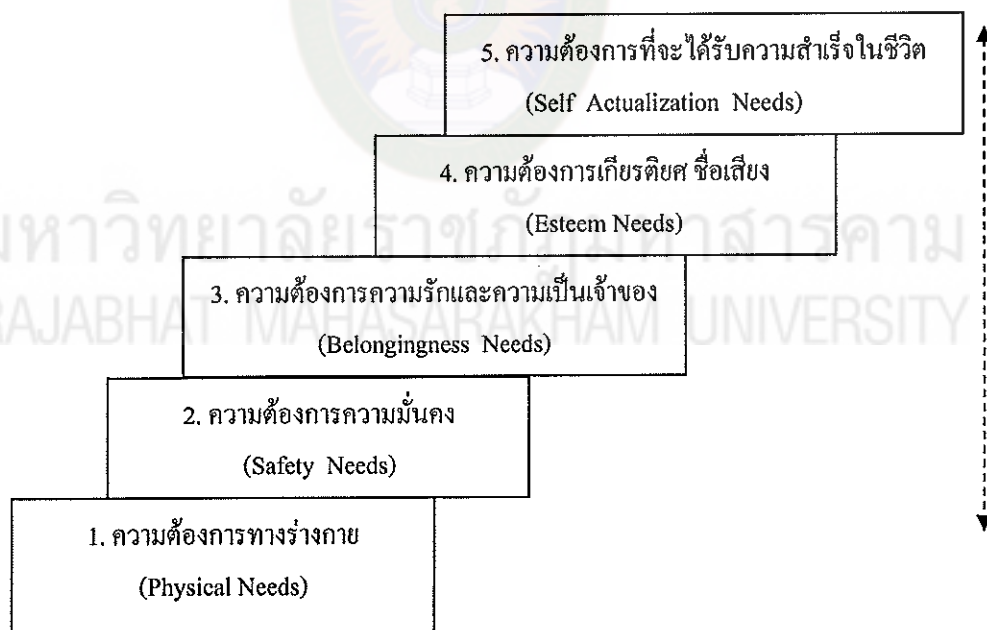 5. ความต้องการที่จะได้รับความสำเร็จในชีวิต
(Self Actualization Needs)
4. ความต้องการเกียรติยศ ชื่อเสียง
(Esteem Needs)
มหาวิทยาลัยราชภัฏมหาสารคาม
3. ความต้องการความรักและความเป็นเจ้าของ
RAJABHAT MAHASARAKHAM UNIVERSITY
(Belongingness Needs)
2. ความต้องการความมั่นคง
(Safety Needs)
1. ความต้องการทางร่างกาย
(Physical Needs)